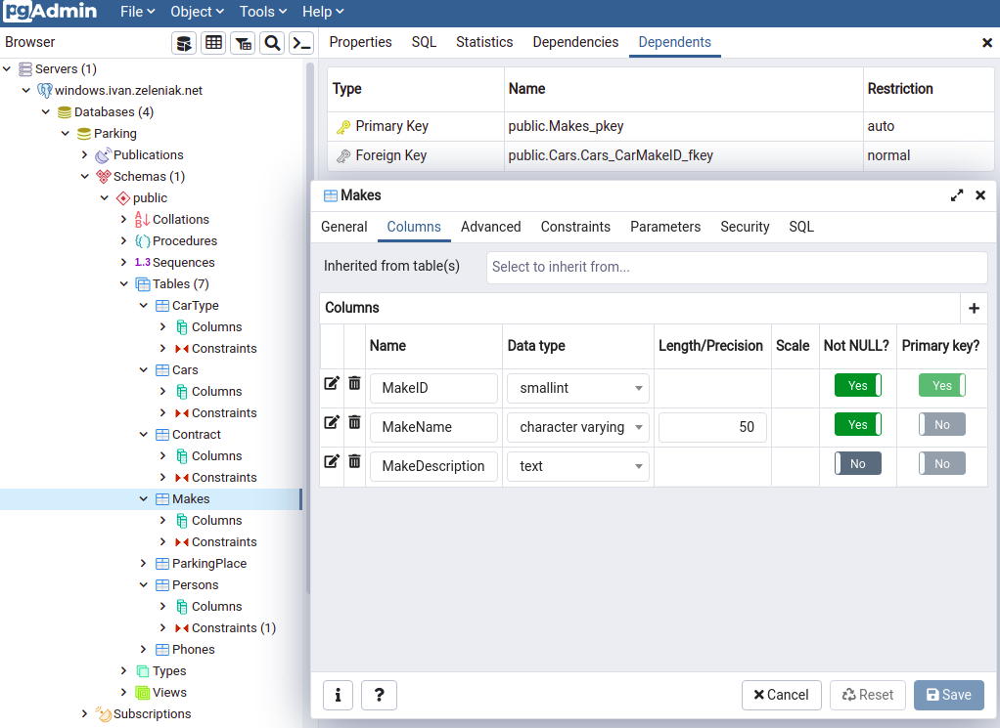 pgAdmin File Object Tools Help
Browser
Properties SQL Statistics Dependencies Dependents
Servers (1)
windows.ivan.zeleniak.net
Databases (4)
Parking
Publications
Schemas (1)
public
Collations
Procedures
1..3 Sequences
Tables (7)
CarType
Columns
Constraints
Cars
Columns
Constraints
Contract
Columns
Constraints
Makes
Columns
Constraints
ParkingPlace
Persons
Columns
Constraints (1)
Phones
Types
Views
Subscriptions
Type Name Restriction
Primary Key public.Makes_pkey auto
Foreign Key public.Cars.Cars_CarMakeID_fkey normal
Makes
General Columns Advanced Constraints Parameters Security SQL
Inherited from table(s) Select to inherit from...
Columns
Name Data type Length/Precision Scale Not NULL? Primary key?
MakeID smallint Yes Yes
MakeName character varying 50 Yes No
MakeDescription text No No
i ? Cancel Reset Save